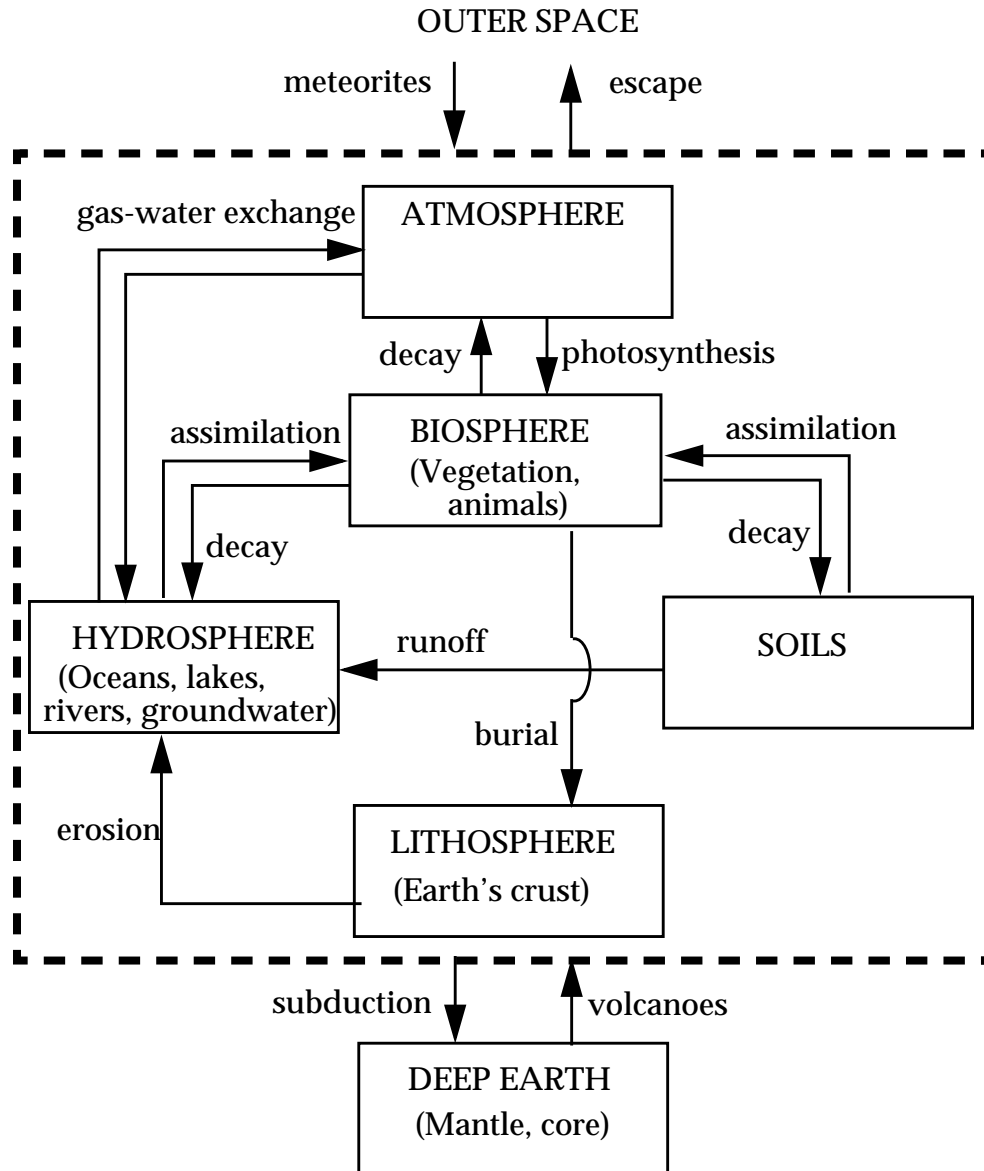 OUTER SPACE
meteorites
escape
gas-water exchange
ATMOSPHERE
decay
photosynthesis
assimilation
BIOSPHERE
(Vegetation,
animals)
assimilation
decay
decay
HYDROSPHERE
(Oceans, lakes,
rivers, groundwater)
runoff
SOILS
burial
erosion
LITHOSPHERE
(Earth’s crust)
subduction
volcanoes
DEEP EARTH
(Mantle, core)